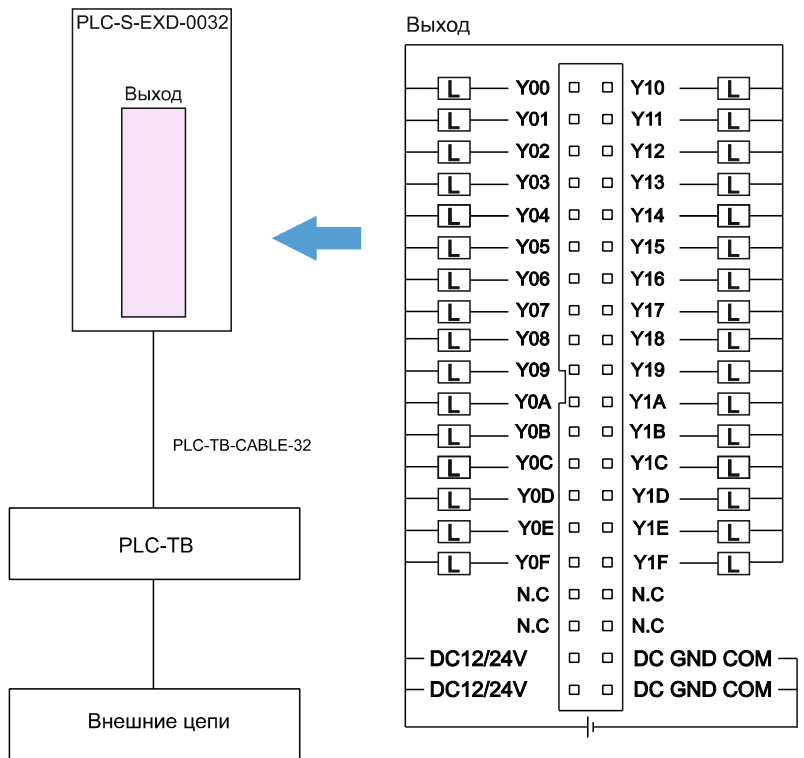 PLC-S-EXD-0032
Выход
PLC-TB-CABLE-32
PLC-TB
Внешние цепи
Выход
L Y00 Y10 L
L Y01 Y11 L
L Y02 Y12 L
L Y03 Y13 L
L Y04 Y14 L
L Y05 Y15 L
L Y06 Y16 L
L Y07 Y17 L
L Y08 Y18 L
L Y09 Y19 L
L Y0A Y1A L
L Y0B Y1B L
L Y0C Y1C L
L Y0D Y1D L
L Y0E Y1E L
L Y0F Y1F L
N.C N.C
N.C N.C
DC12/24V DC GND COM
DC12/24V DC GND COM